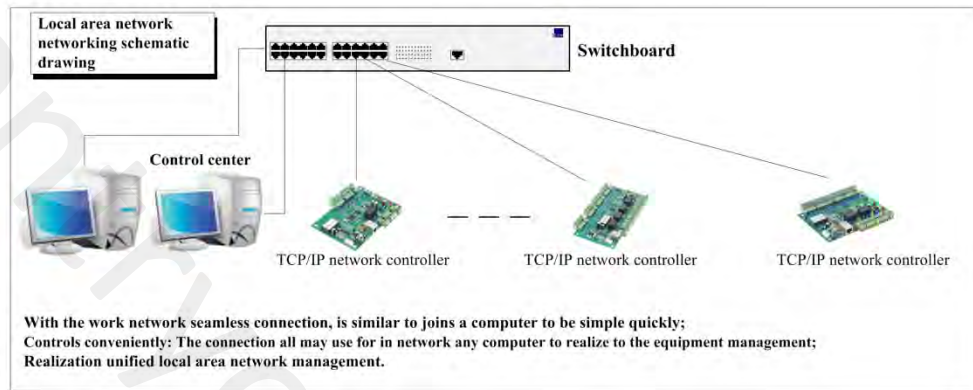 Local area network
networking schematic
drawing
Switchboard
Control center
TCP/IP network controller
TCP/IP network controller
TCP/IP network controller
With the work network seamless connection, is similar to joins a computer to be simple quickly;
Controls conveniently: The connection all may use for in network any computer to realize to the equipment management;
Realization unified local area network management.